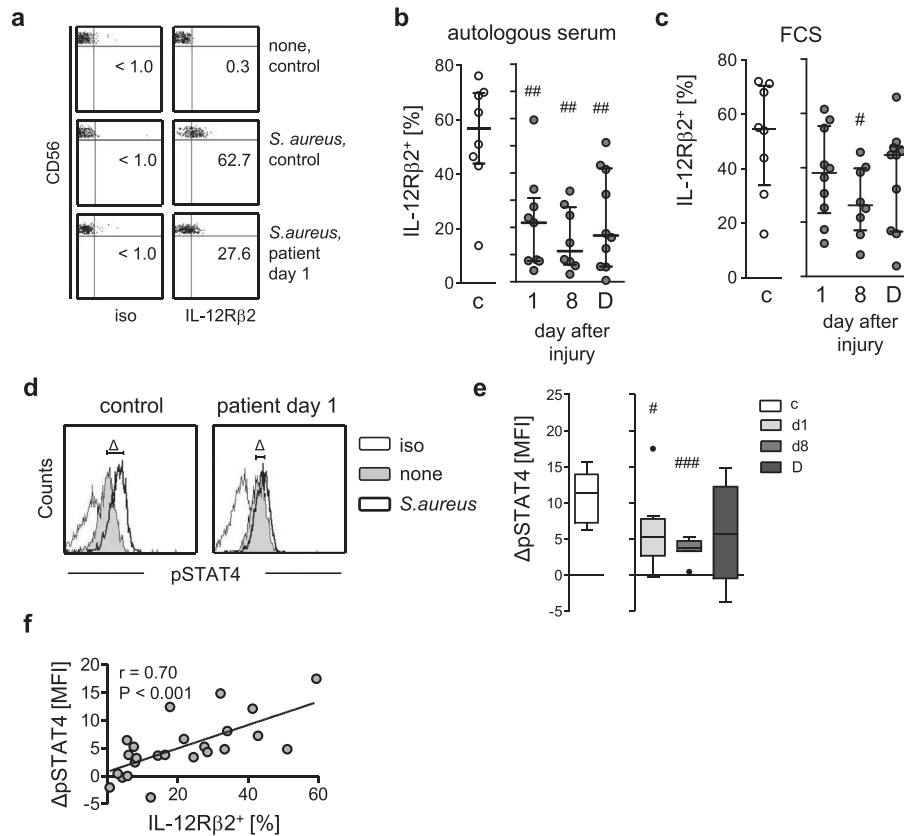 a
CD56
< 1.0
0.3
none,
control
< 1.0
62.7
S. aureus,
control
< 1.0
27.6
S.aureus,
patient
day 1
iso
IL-12Rβ2
b
autologous serum
IL-12Rβ2+ [%]
80
60
40
20
0
##
##
##
c
1
8
D
day after
injury
c
FCS
IL-12Rβ2+ [%]
80
60
40
20
0
#
c
1
8
D
day after
injury
d
control
patient day 1
Counts
Δ
Δ
iso
none
S.aureus
pSTAT4
e
ΔpSTAT4 [MFI]
25
20
15
10
5
0
-5
#
###
c
d1
d8
D
f
ΔpSTAT4 [MFI]
20
15
10
5
0
-5
r = 0.70
P < 0.001
20
40
60
IL-12Rβ2+ [%]